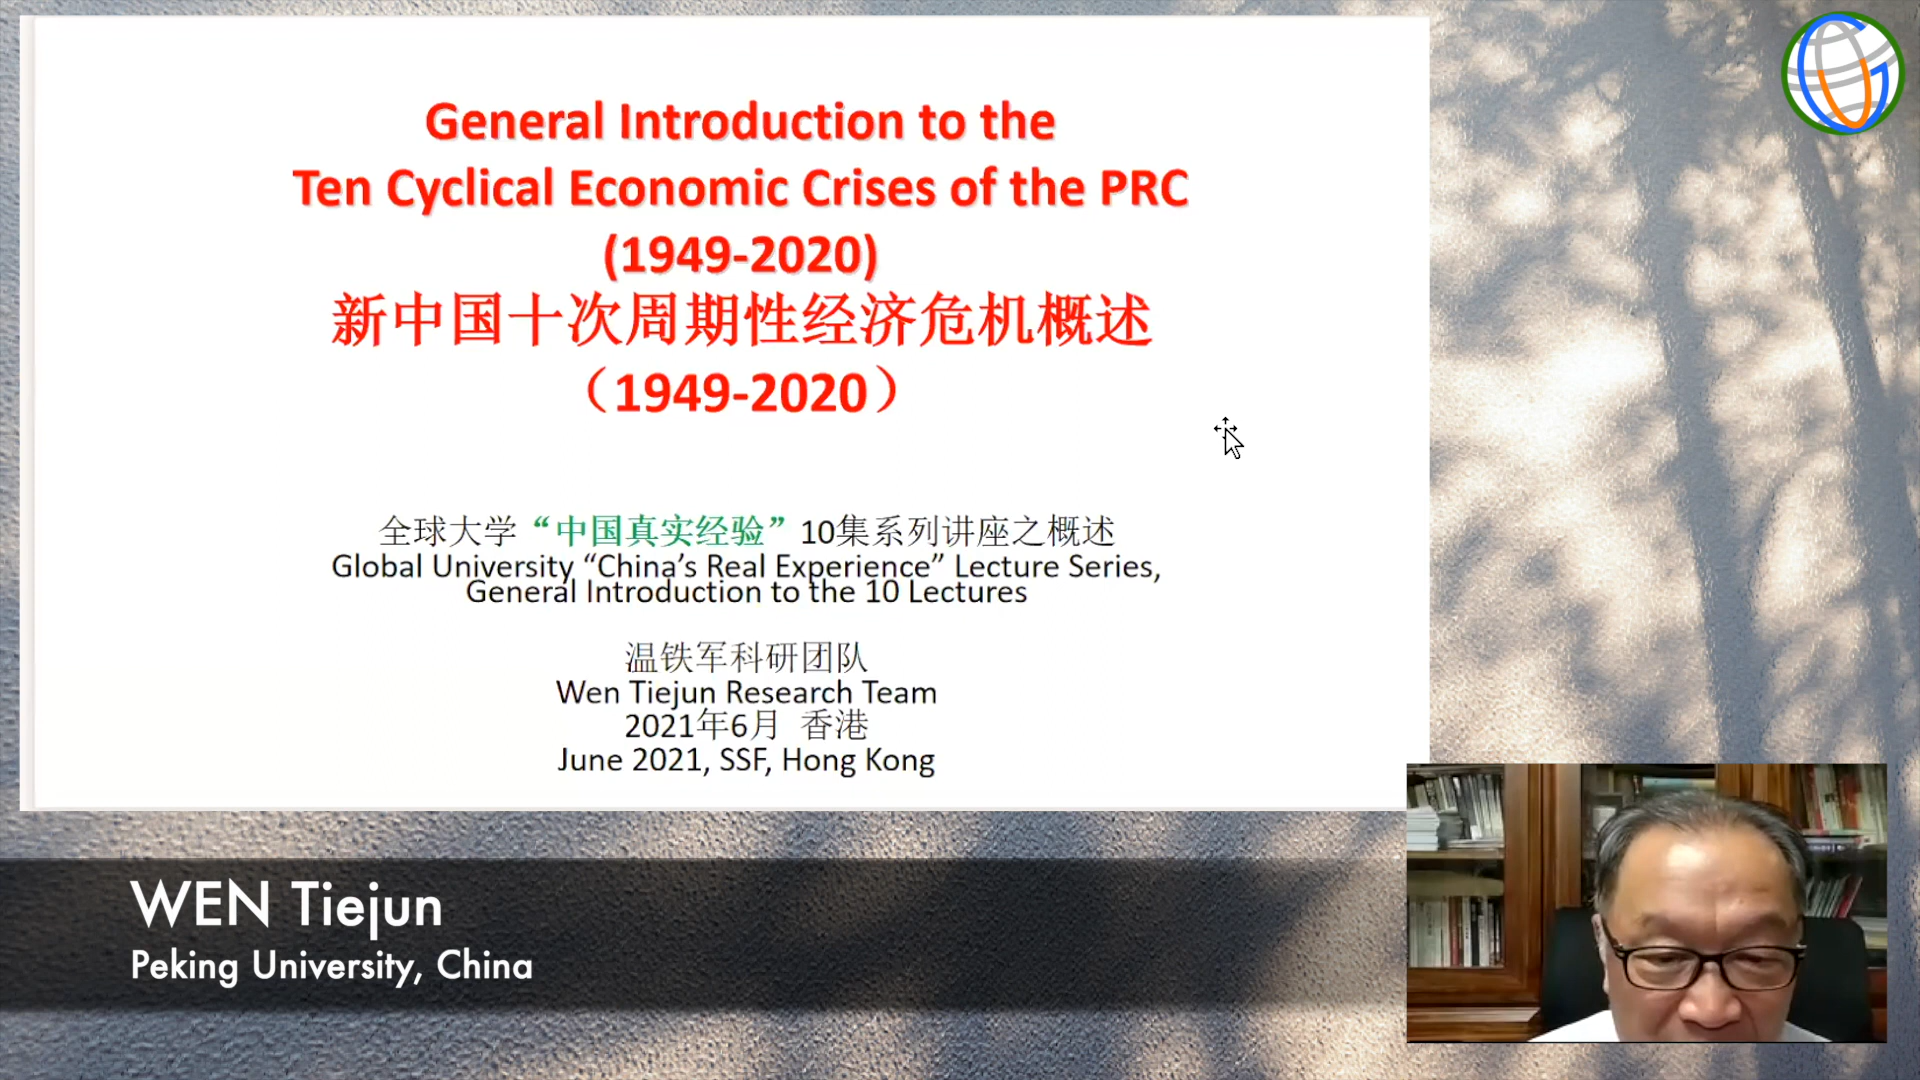 General Introduction to the
Ten Cyclical Economic Crises of the PRC
(1949-2020)
新中国十次周期性经济危机概述
（1949-2020）
全球大学“中国真实经验”10集系列讲座之概述
Global University “China’s Real Experience” Lecture Series,
General Introduction to the 10 Lectures
温铁军科研团队
Wen Tiejun Research Team
2021年6月 香港
June 2021, SSF, Hong Kong
WEN Tiejun
Peking University, China